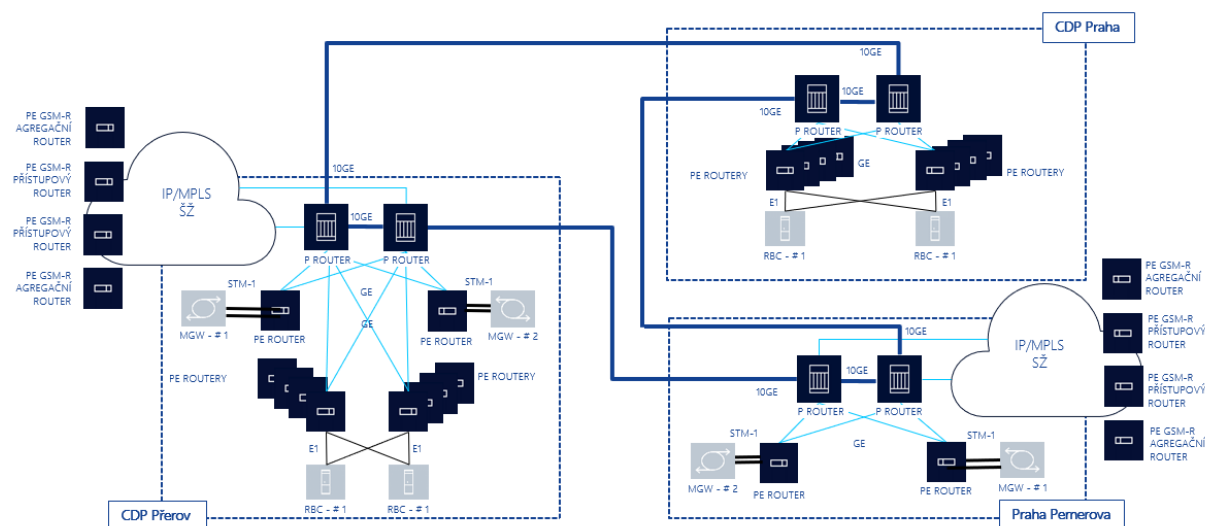 CDP Praha
10GE
10GE
10GE
P ROUTER
P ROUTER
GE
PE ROUTERY
PE ROUTERY
E1
E1
RBC - # 1
RBC - # 1
PE GSM-R
AGREGAČNÍ
ROUTER
PE GSM-R
PŘÍSTUPOVÝ
ROUTER
PE GSM-R
PŘÍSTUPOVÝ
ROUTER
PE GSM-R
AGREGAČNÍ
ROUTER
IP/MPLS
SŽ
10GE
10GE
P ROUTER
P ROUTER
STM-1
STM-1
GE
GE
MGW - # 1
PE ROUTER
PE ROUTER
MGW - # 2
PE ROUTERY
PE ROUTERY
E1
E1
RBC - # 1
RBC - # 1
CDP Přerov
10GE
10GE
10GE
P ROUTER
P ROUTER
IP/MPLS
SŽ
STM-1
STM-1
GE
MGW - # 2
PE ROUTER
PE ROUTER
MGW - # 1
PE GSM-R
AGREGAČNÍ
ROUTER
PE GSM-R
PŘÍSTUPOVÝ
ROUTER
PE GSM-R
PŘÍSTUPOVÝ
ROUTER
PE GSM-R
AGREGAČNÍ
ROUTER
Praha Pernerova